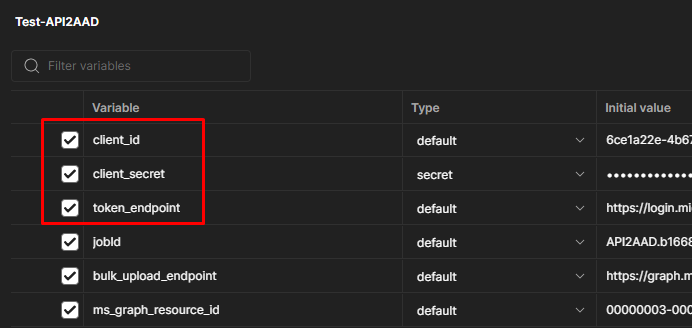 Test-API2AAD
Filter variables
Variable Type Initial value
client_id default 6ce1a22e-4b67
client_secret secret ••••••••••••••
token_endpoint default https://login.mi
jobId default API2AAD.b1668
bulk_upload_endpoint default https://graph.m
ms_graph_resource_id default 00000003-000